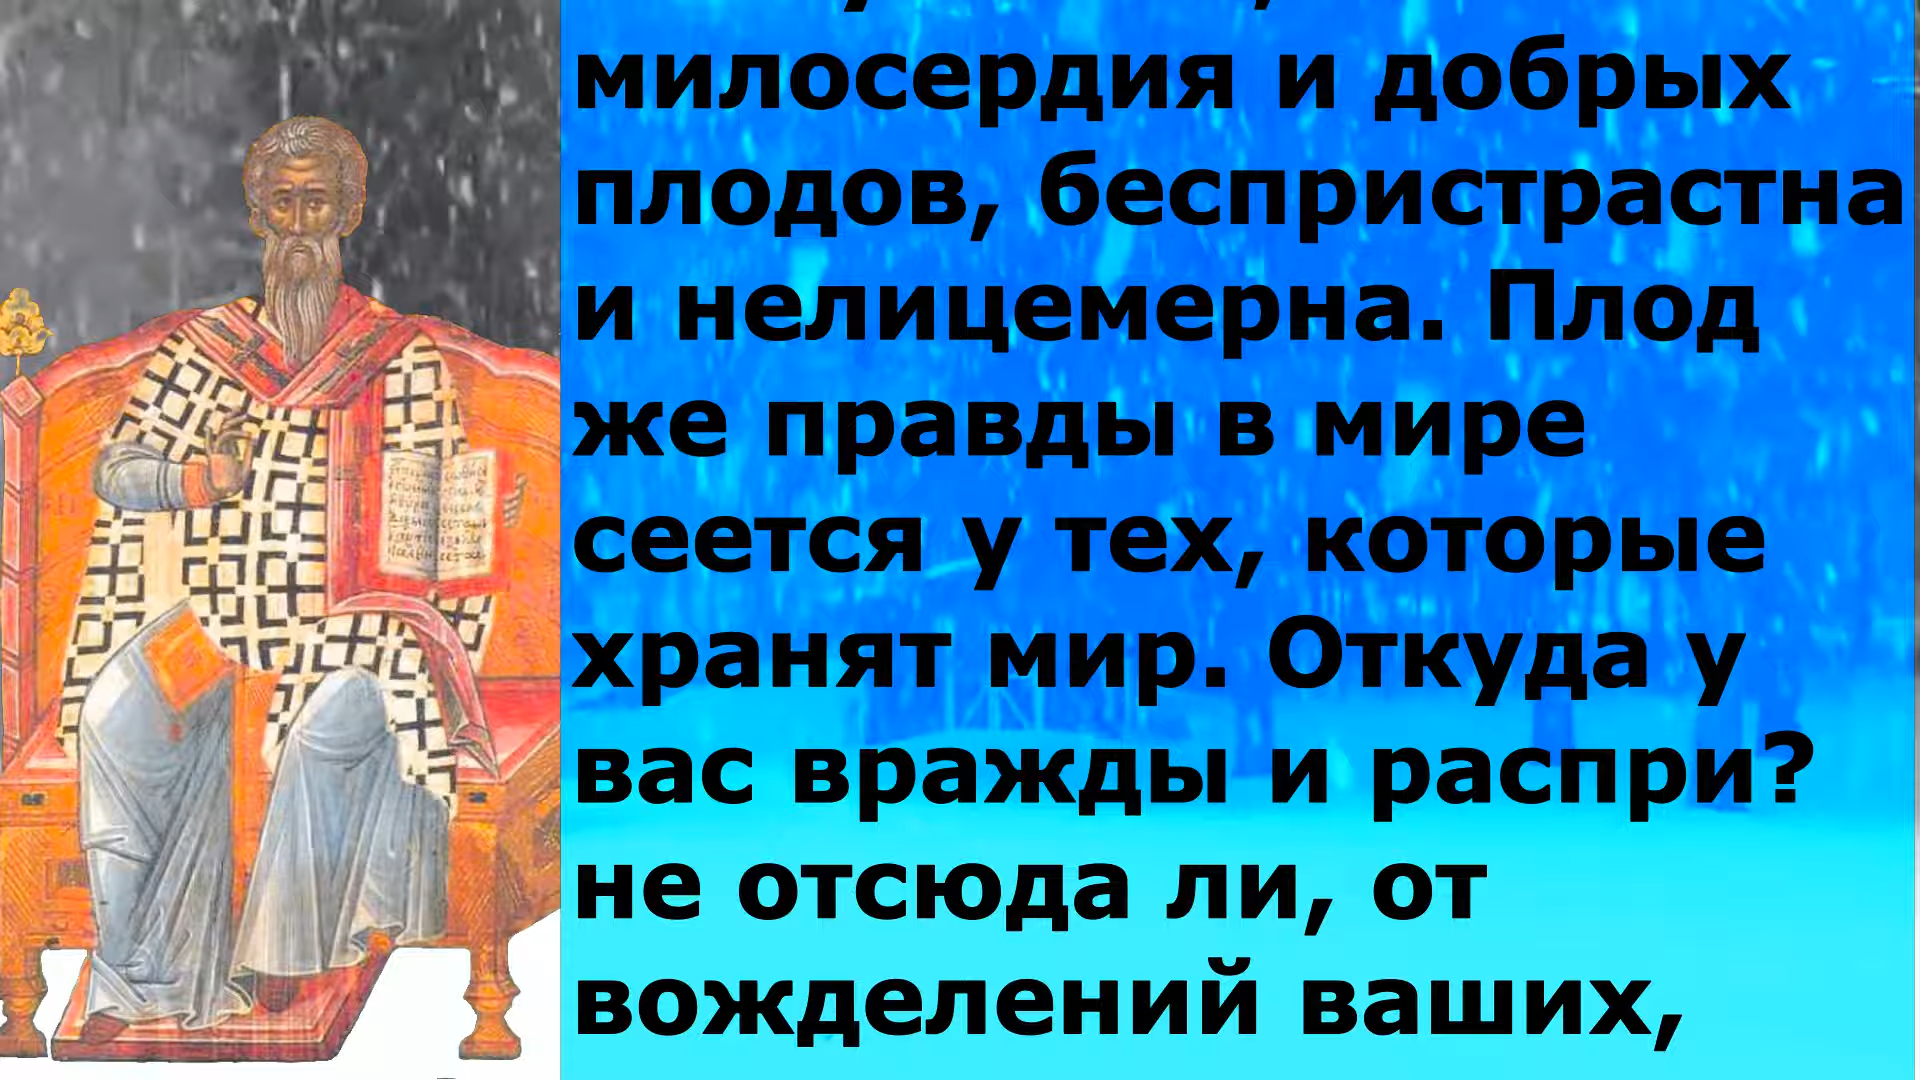 милосердия и добрых
плодов, беспристрастна
и нелицемерна. Плод
же правды в мире
сеется у тех, которые
хранят мир. Откуда у
вас вражды и распри?
не отсюда ли, от
вожделений ваших,